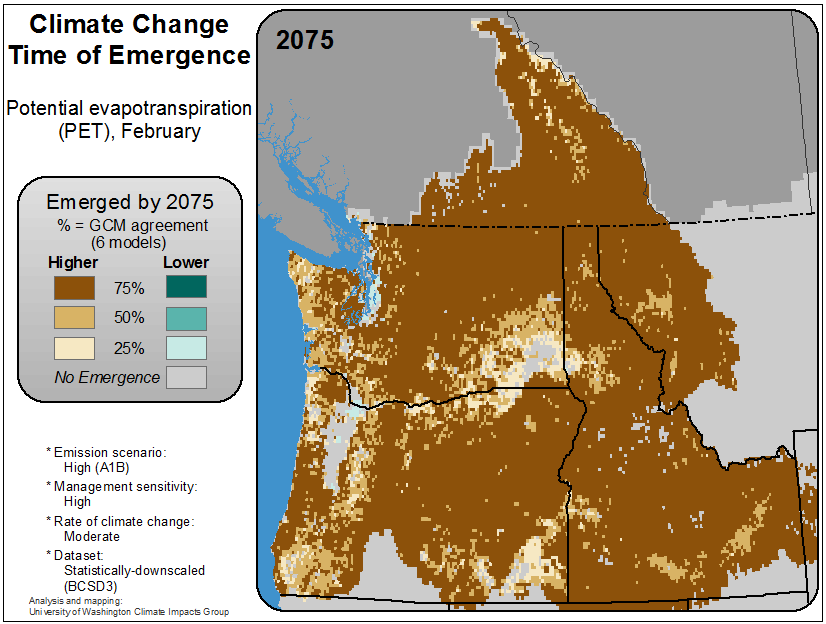 Climate Change
Time of Emergence
Potential evapotranspiration
(PET), February
2075
Emerged by 2075
% = GCM agreement
(6 models)
Higher Lower
75%
50%
25%
No Emergence
* Emission scenario:
High (A1B)
* Management sensitivity:
High
* Rate of climate change:
Moderate
* Dataset:
Statistically-downscaled
(BCSD3)
Analysis and mapping:
University of Washington Climate Impacts Group